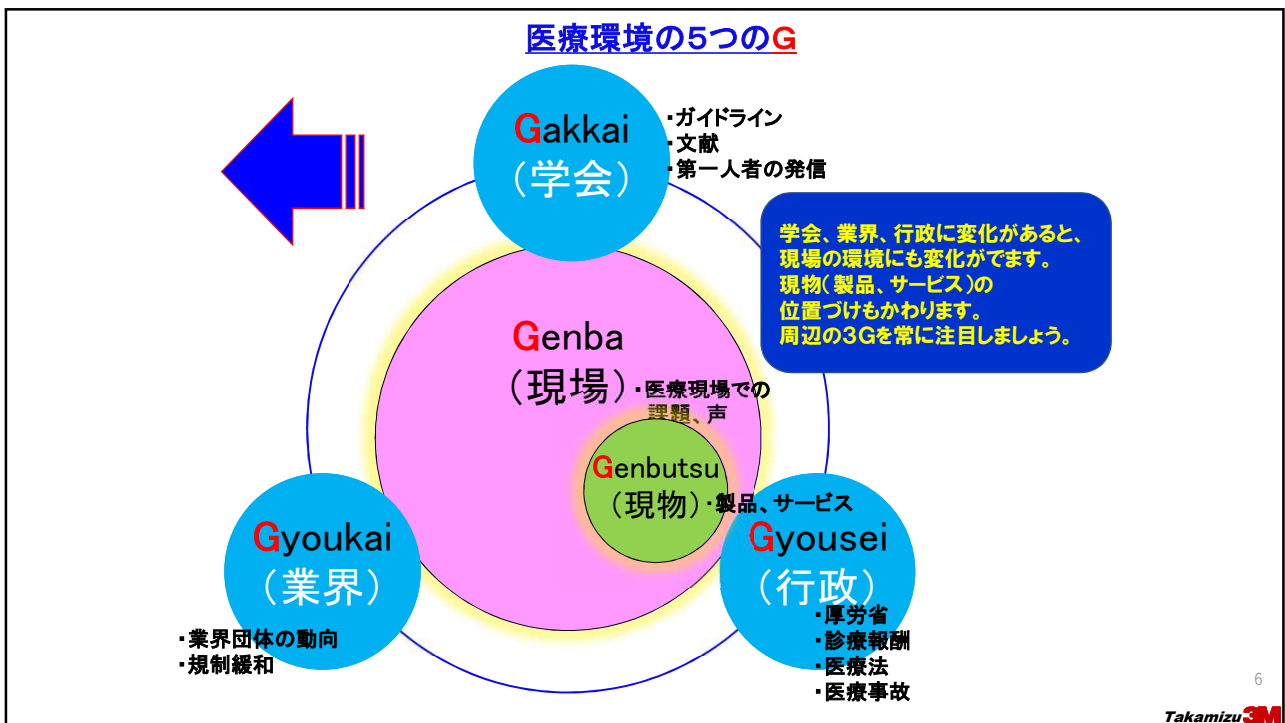 医療環境の5つのG
Gakkai
（学会）
・ガイドライン
・文献
・第一人者の発信
学会、業界、行政に変化があると、
現場の環境にも変化がでます。
現物（製品、サービス）の
位置づけもかわります。
周辺の3Gを常に注目しましょう。
Genba
（現場）
・医療現場での
課題、声
Genbutsu
（現物）
・製品、サービス
Gyoukai
（業界）
・業界団体の動向
・規制緩和
Gyousei
（行政）
・厚労省
・診療報酬
・医療法
・医療事故
6
Takamizu 3M